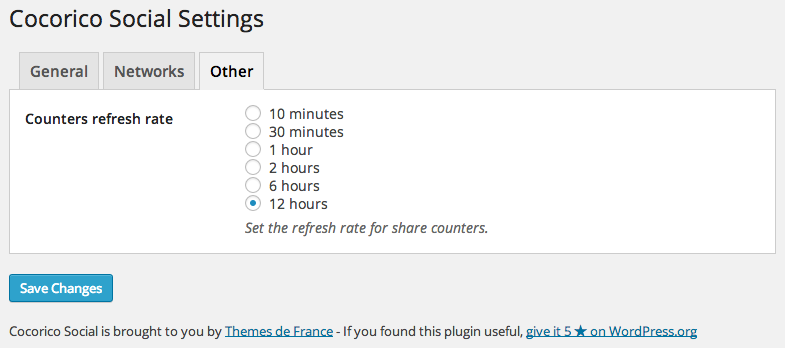 Cocorico Social Settings
General Networks Other
Counters refresh rate
10 minutes
30 minutes
1 hour
2 hours
6 hours
12 hours
Set the refresh rate for share counters.
Save Changes
Cocorico Social is brought to you by Themes de France - If you found this plugin useful, give it 5 ★ on WordPress.org